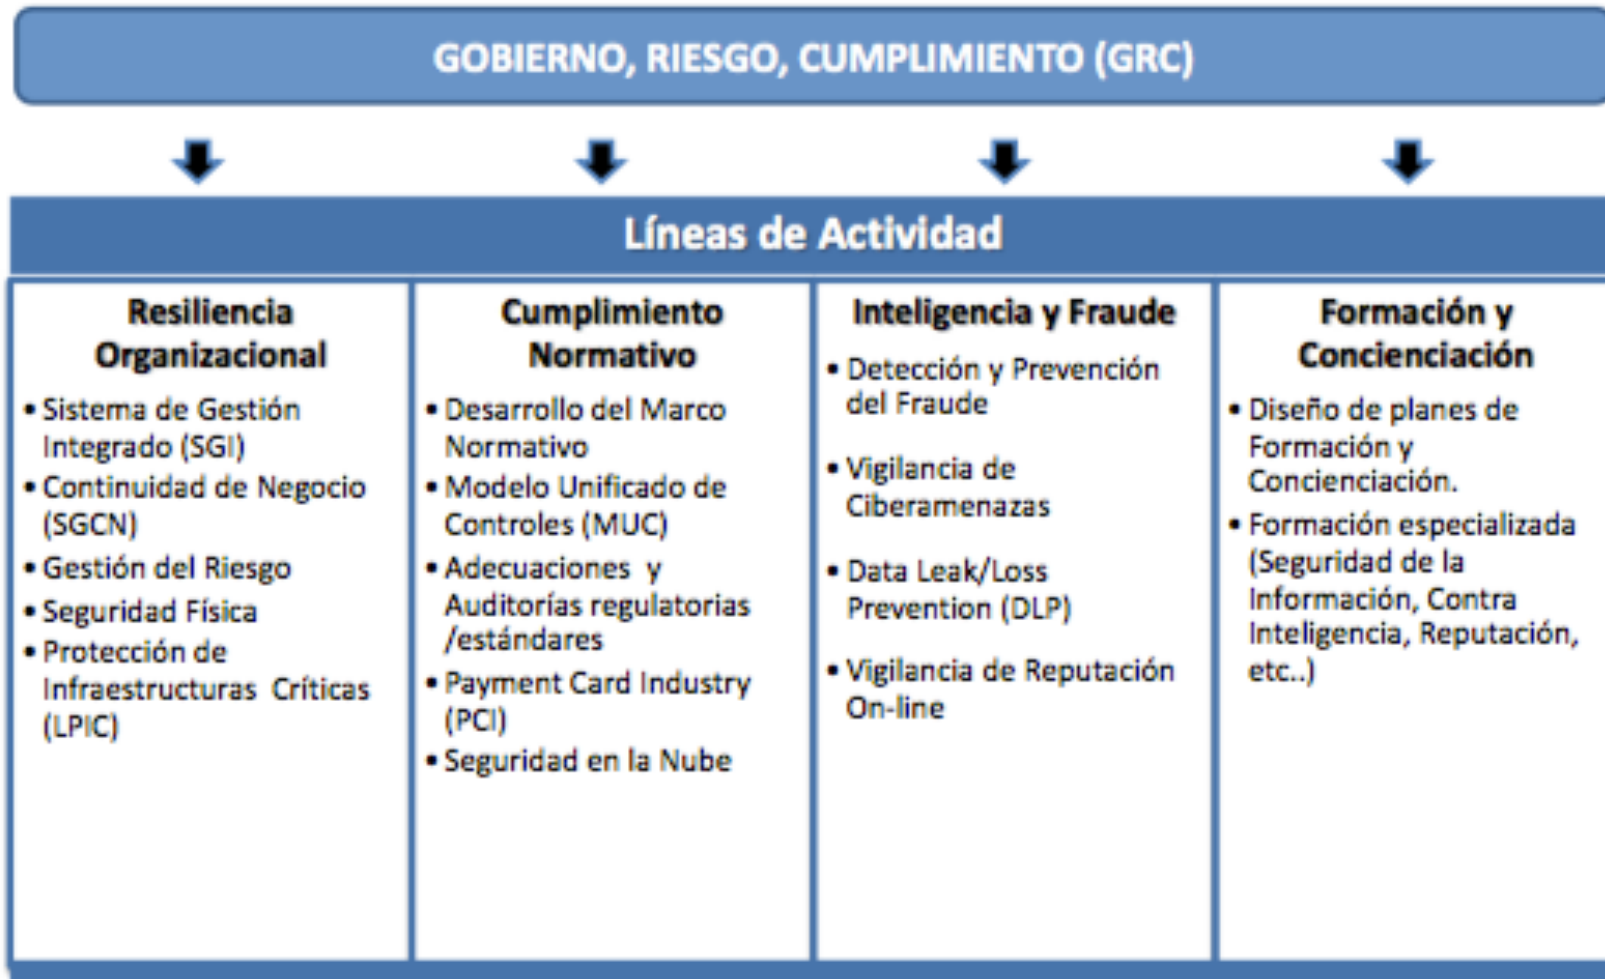 GOBIERNO, RIESGO, CUMPLIMIENTO (GRC)
Líneas de Actividad
Resiliencia
Organizacional
• Sistema de Gestión
Integrado (SGI)
• Continuidad de Negocio
(SGCN)
• Gestión del Riesgo
• Seguridad Física
• Protección de
Infraestructuras Críticas
(LPIC)
Cumplimiento
Normativo
• Desarrollo del Marco
Normativo
• Modelo Unificado de
Controles (MUC)
• Adecuaciones y
Auditorías regulatorias
/estándares
• Payment Card Industry
(PCI)
• Seguridad en la Nube
Inteligencia y Fraude
• Detección y Prevención
del Fraude
• Vigilancia de
Ciberamenazas
• Data Leak/Loss
Prevention (DLP)
• Vigilancia de Reputación
On-line
Formación y
Concienciación
• Diseño de planes de
Formación y
Concienciación.
• Formación especializada
(Seguridad de la
Información, Contra
Inteligencia, Reputación,
etc..)